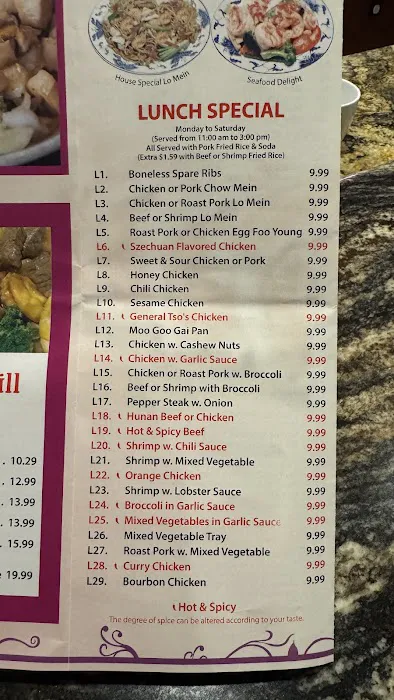 House Special Lo Mein
Seafood Delight
LUNCH SPECIAL
Monday to Saturday
(Served from 11:00 am to 3:00 pm)
All Served with Pork Fried Rice & Soda
(Extra $1.59 with Beef or Shrimp Fried Rice)
L1. Boneless Spare Ribs 9.99
L2. Chicken or Pork Chow Mein 9.99
L3. Chicken or Roast Pork Lo Mein 9.99
L4. Beef or Shrimp Lo Mein 9.99
L5. Roast Pork or Chicken Egg Foo Young 9.99
L6. Szechuan Flavored Chicken 9.99
L7. Sweet & Sour Chicken or Pork 9.99
L8. Honey Chicken 9.99
L9. Chili Chicken 9.99
L10. Sesame Chicken 9.99
L11. General Tso's Chicken 9.99
L12. Moo Goo Gai Pan 9.99
L13. Chicken w. Cashew Nuts 9.99
L14. Chicken w. Garlic Sauce 9.99
L15. Chicken or Roast Pork w. Broccoli 9.99
L16. Beef or Shrimp with Broccoli 9.99
L17. Pepper Steak w. Onion 9.99
L18. Hunan Beef or Chicken 9.99
L19. Hot & Spicy Beef 9.99
L20. Shrimp w. Chili Sauce 9.99
L21. Shrimp w. Mixed Vegetable 9.99
L22. Orange Chicken 9.99
L23. Shrimp w. Lobster Sauce 9.99
L24. Broccoli in Garlic Sauce 9.99
L25. Mixed Vegetables in Garlic Sauce 9.99
L26. Mixed Vegetable Tray 9.99
L27. Roast Pork w. Mixed Vegetable 9.99
L28. Curry Chicken 9.99
L29. Bourbon Chicken 9.99
Hot & Spicy
The degree of spice can be altered according to your taste.
ill
. 10.29
. 12.99
. 13.99
. 13.99
. 15.99
e 19.99